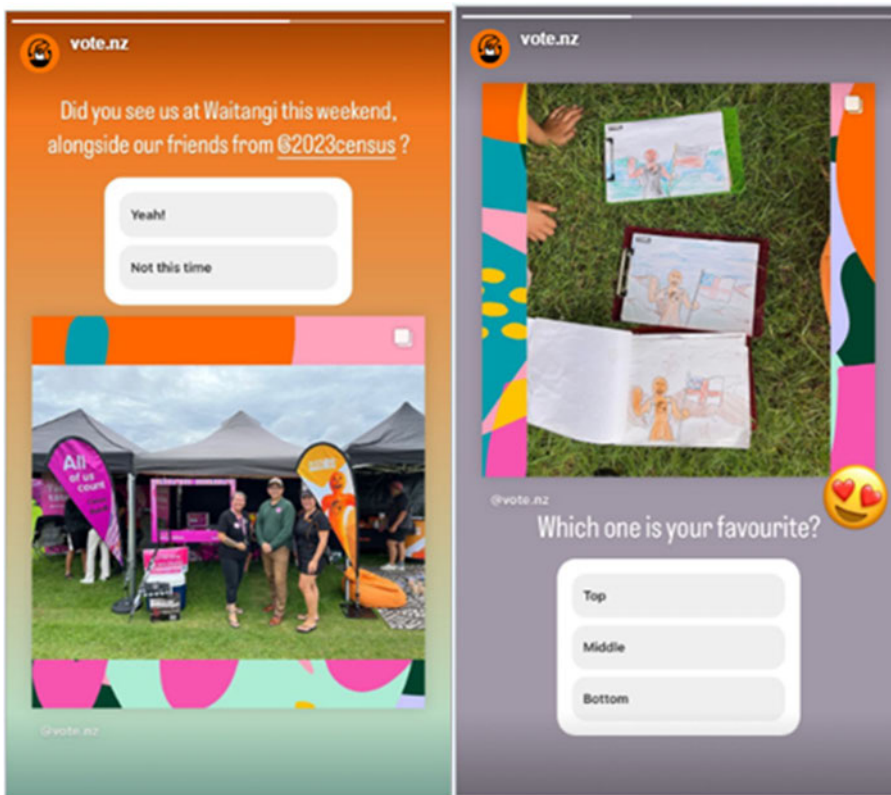 vote.nz
Did you see us at Waitangi this weekend,
alongside our friends from @2023census ?
Yeah!
Not this time
All
of us
count
@vote.nz
vote.nz
@vote.nz
Which one is your favourite?
Top
Middle
Bottom